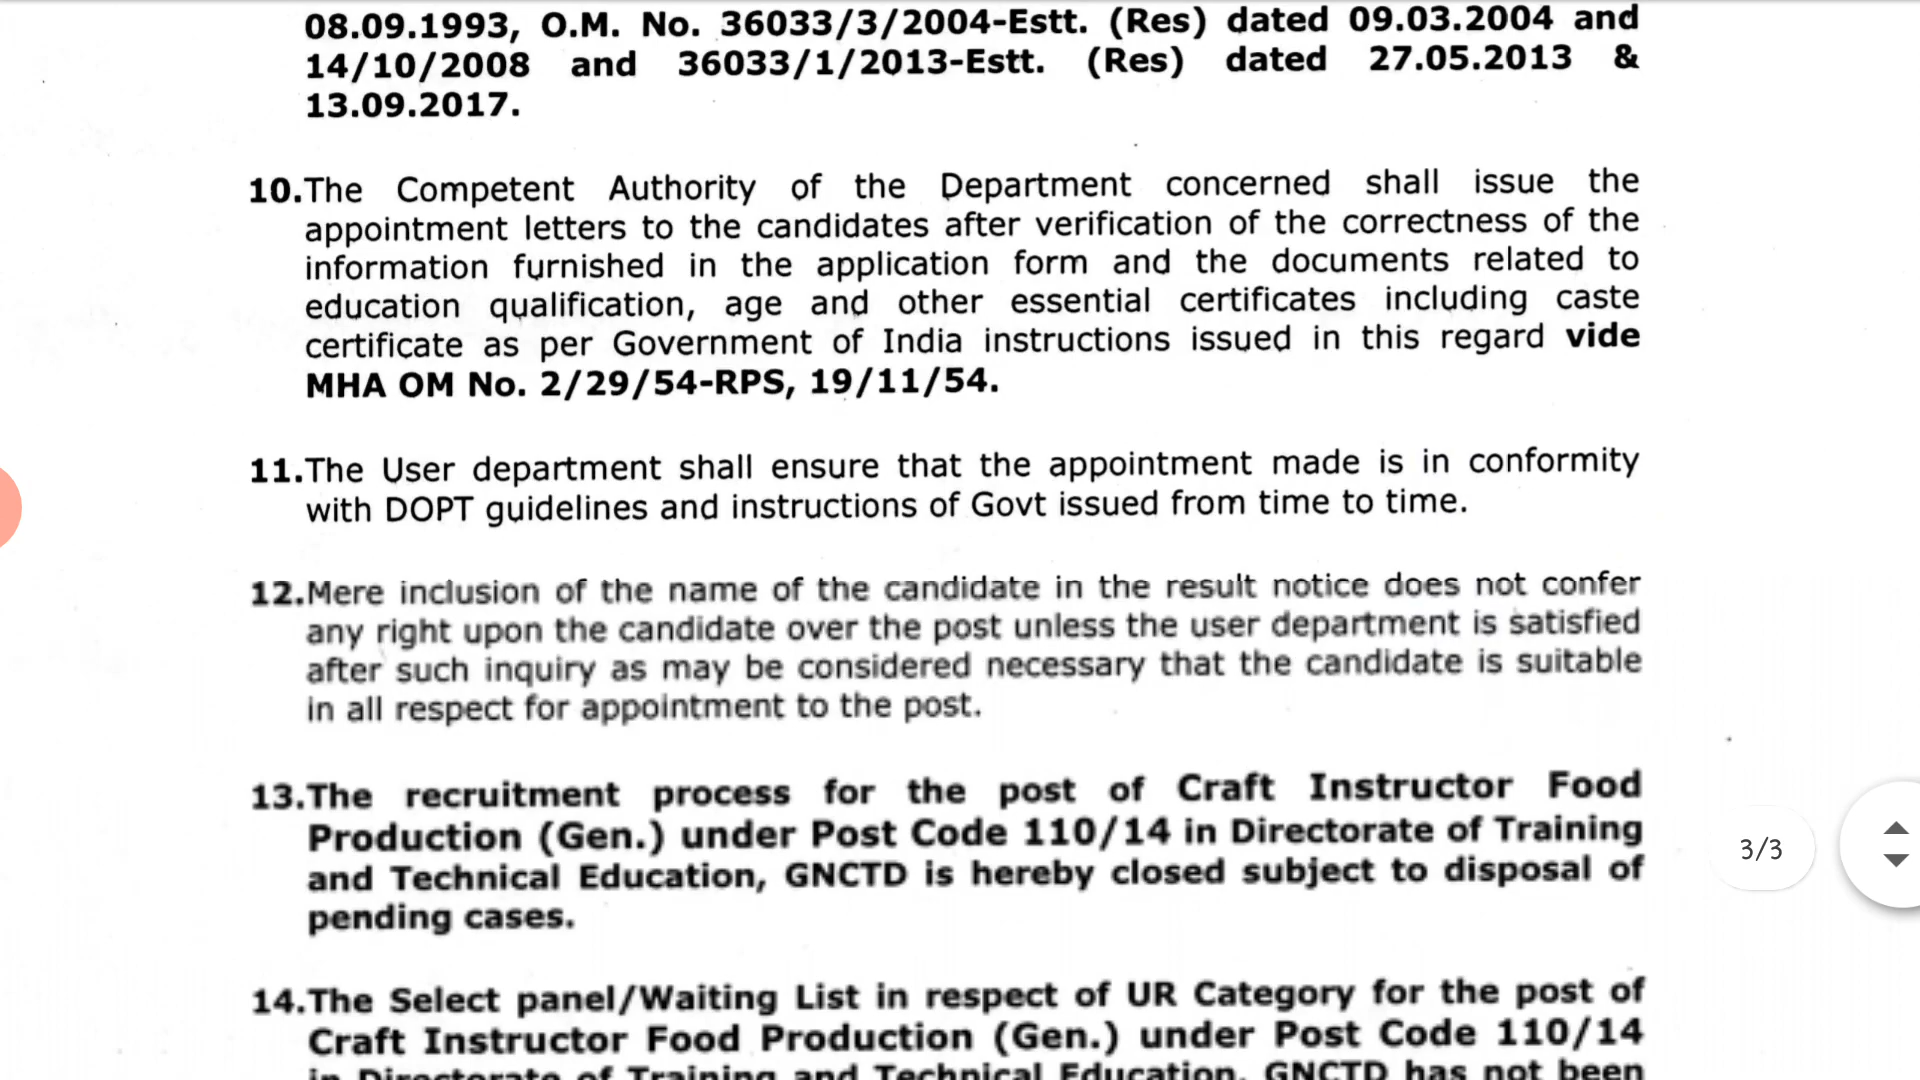 08.09.1993, O.M. No. 36033/3/2004-Estt. (Res) dated 09.03.2004 and
14/10/2008 and 36033/1/2013-Estt. (Res) dated 27.05.2013 &
13.09.2017.
10.The Competent Authority of the Department concerned shall issue the
appointment letters to the candidates after verification of the correctness of the
information furnished in the application form and the documents related to
education qualification, age and other essential certificates including caste
certificate as per Government of India instructions issued in this regard vide
MHA OM No. 2/29/54-RPS, 19/11/54.
11.The User department shall ensure that the appointment made is in conformity
with DOPT guidelines and instructions of Govt issued from time to time.
12.Mere inclusion of the name of the candidate in the result notice does not confer
any right upon the candidate over the post unless the user department is satisfied
after such inquiry as may be considered necessary that the candidate is suitable
in all respect for appointment to the post.
13.The recruitment process for the post of Craft Instructor Food
Production (Gen.) under Post Code 110/14 in Directorate of Training
and Technical Education, GNCTD is hereby closed subject to disposal of
pending cases.
3/3
14.The Select panel/Waiting List in respect of UR Category for the post of
Craft Instructor Food Production (Gen.) under Post Code 110/14
in Directorate of Training and Technical Education, GNCTD has not been